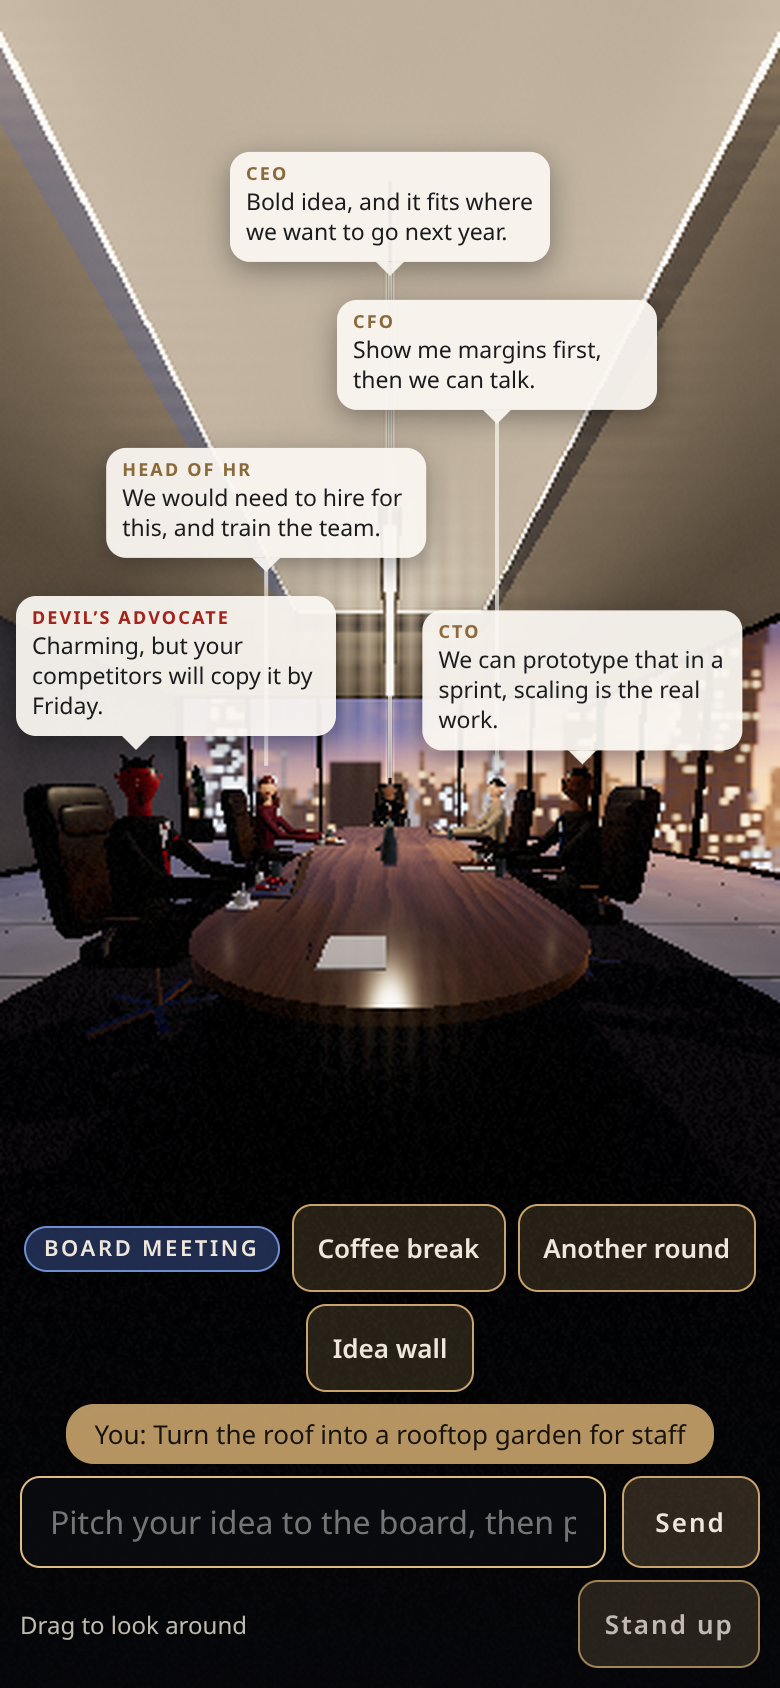 CEO
Bold idea, and it fits where
we want to go next year.
CFO
Show me margins first,
then we can talk.
HEAD OF HR
We would need to hire for
this, and train the team.
DEVIL’S ADVOCATE
Charming, but your
competitors will copy it by
Friday.
CTO
We can prototype that in a
sprint, scaling is the real
work.
BOARD MEETING
Coffee break
Another round
Idea wall
You: Turn the roof into a rooftop garden for staff
Pitch your idea to the board, then
Send
Drag to look around
Stand up